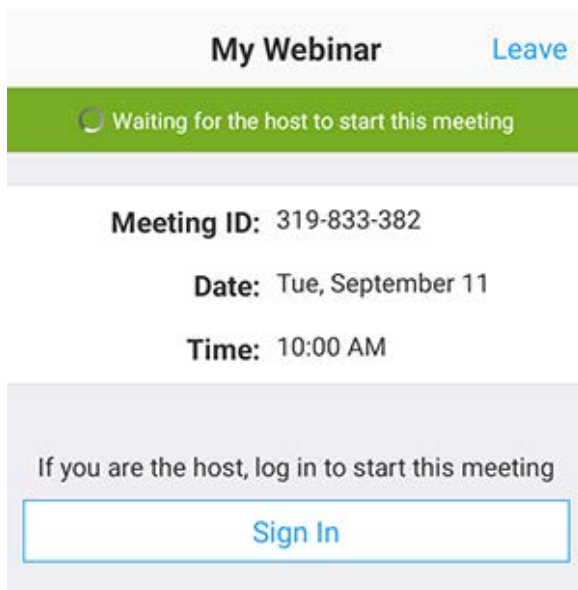 My Webinar Leave
Waiting for the host to start this meeting
Meeting ID: 319-833-382
Date: Tue, September 11
Time: 10:00 AM
If you are the host, log in to start this meeting
Sign In